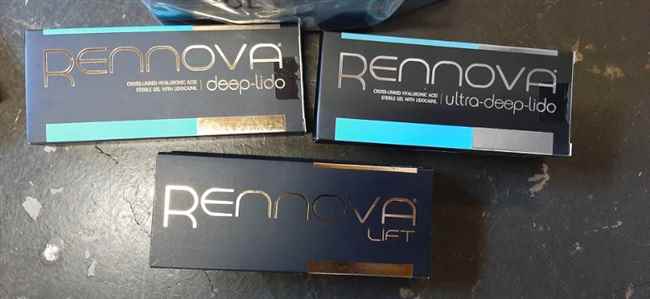 RENNOVA
CROSS-LINKED HYALURONIC ACID
STERILE GEL WITH LIDOCAINE
deep-lido
RENNOVA
CROSS-LINKED HYALURONIC ACID
STERILE GEL WITH LIDOCAINE
ultra-deep-lido
RENNOVA
LIFT